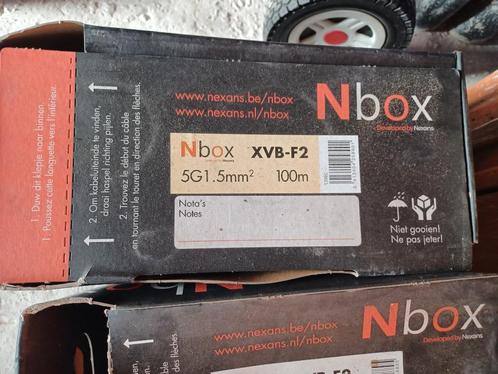 www.nexans.be/nbox
www.nexans.nl/nbox
Nbox
Developed by Nexans
Nbox XVB-F2
5G1.5mm² 100m
Nota's
Notes
Niet gooien!
Ne pas jeter!
1. Duw dit klepje naar binnen.
1. Poussez cette languette vers l'intérieur.
2. Om kabeluiteinde te vinden,
draai haspel richting pijlen.
2. Trouvez le début du câble
en tournant le touret en direction des flèches.
www.nexans.be/nbox
www.nexans.nl/nbox
Nbox
Developed by Nexans